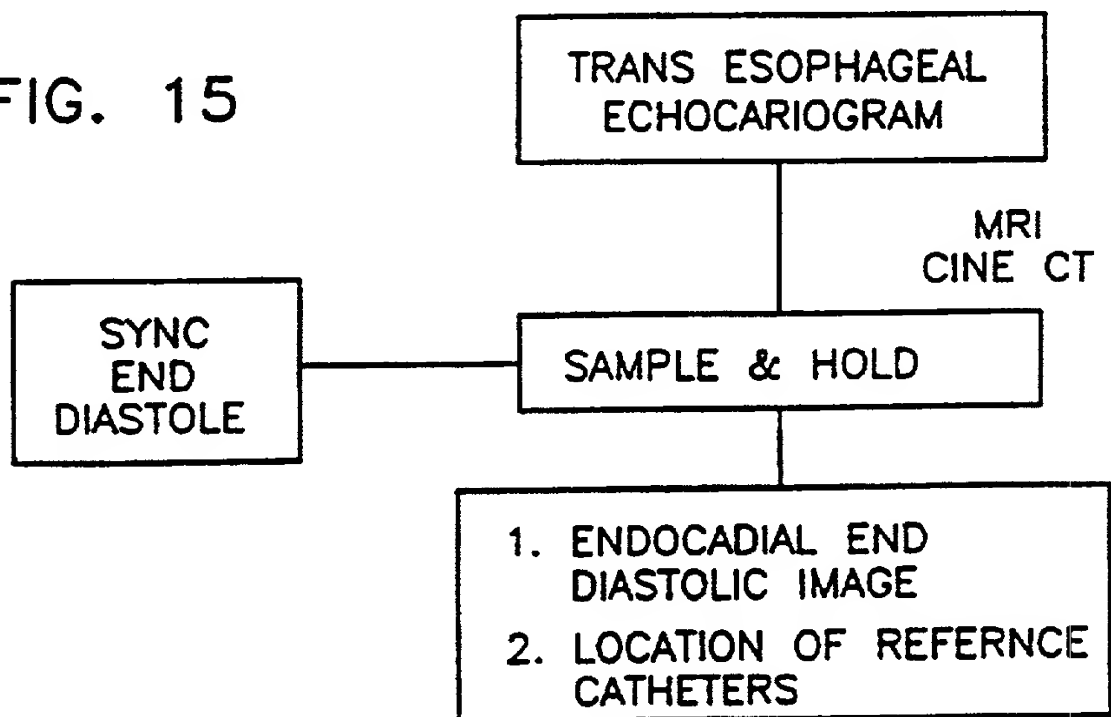 FIG. 15
TRANS ESOPHAGEAL
ECHOCARIOGRAM
MRI
CINE CT
SYNC
END
DIASTOLE
SAMPLE & HOLD
1. ENDOCADIAL END
DIASTOLIC IMAGE
2. LOCATION OF REFERNCE
CATHETERS